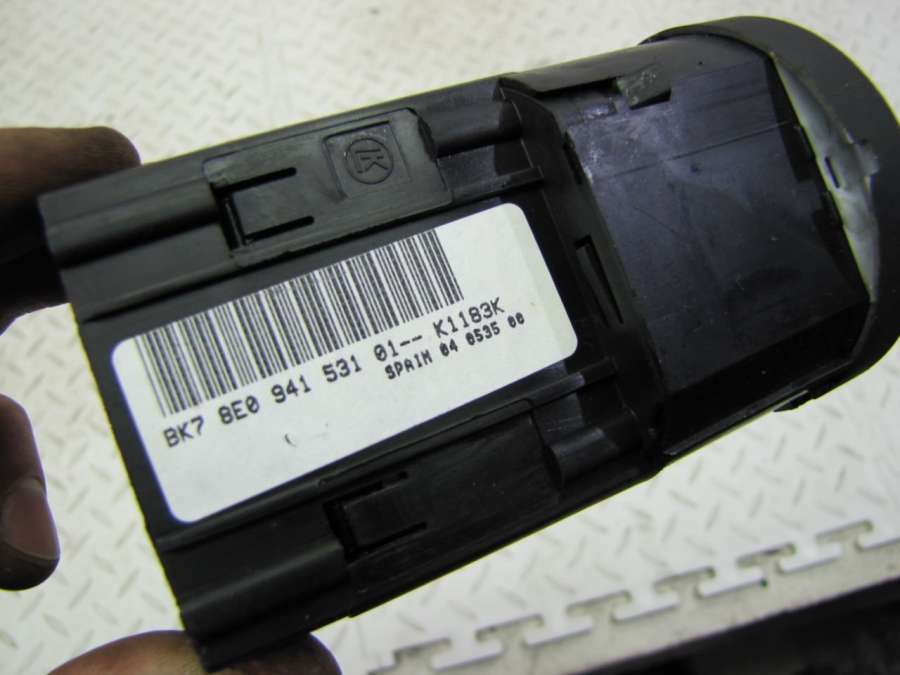 BK7 8E0 941 531 01-- K1183K
SPAIN 04 0535 00